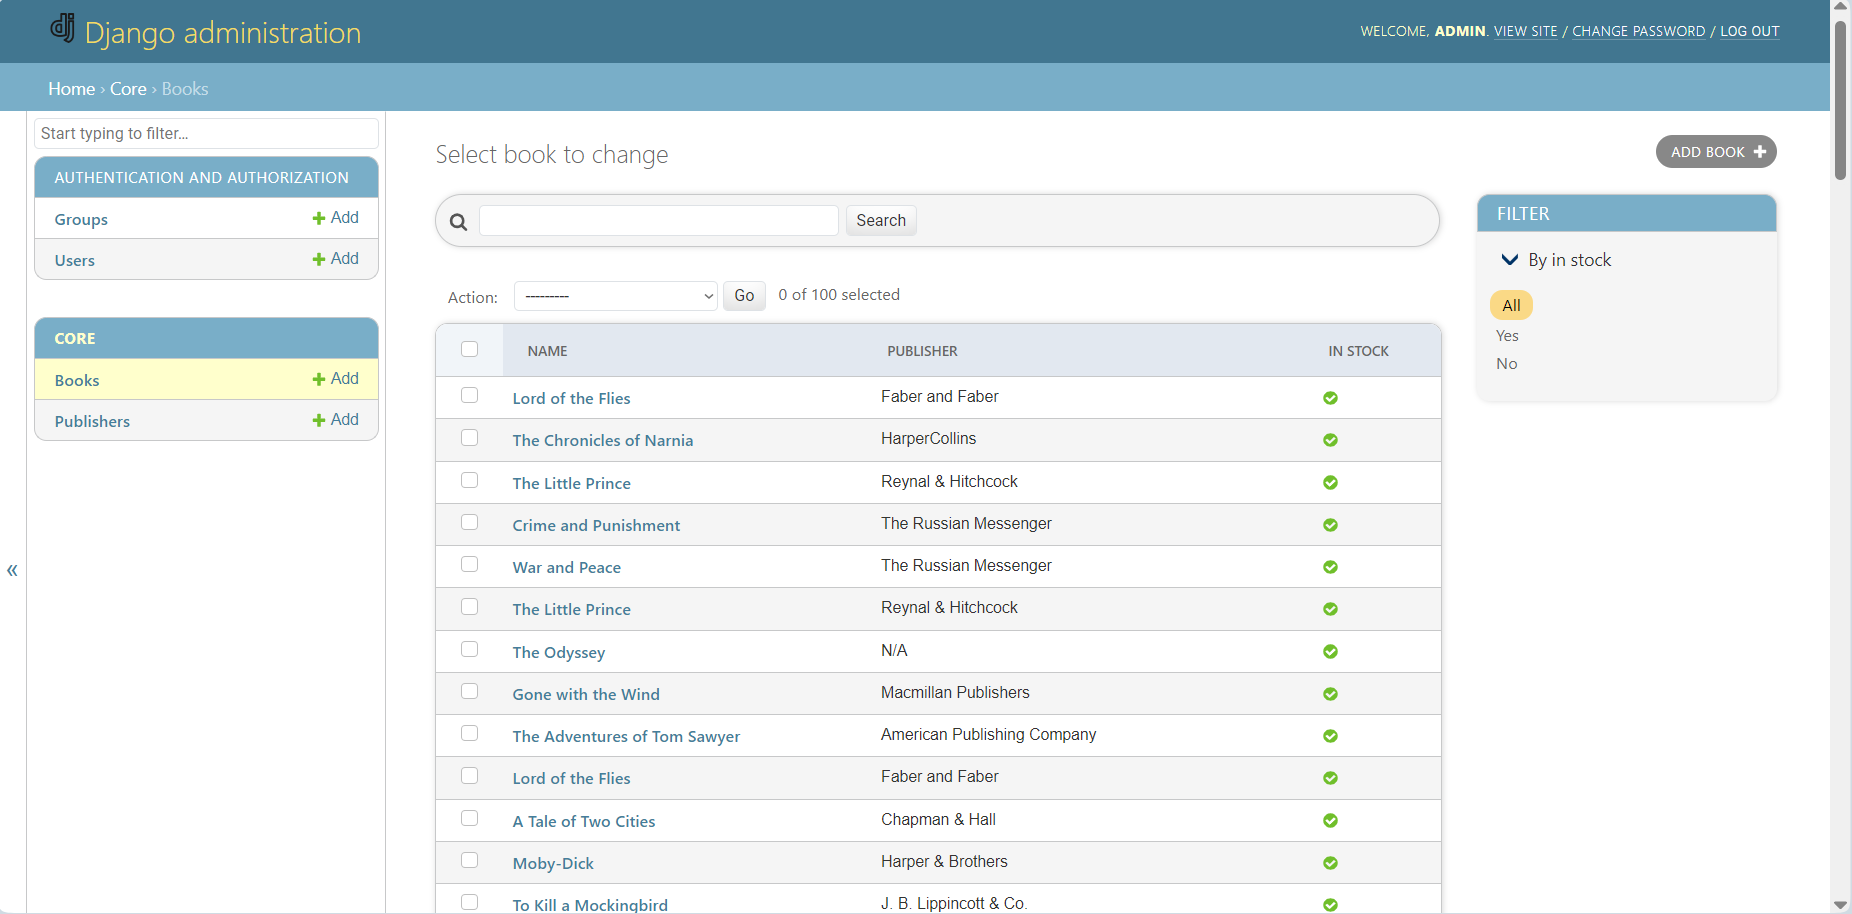 dj Django administration
WELCOME, ADMIN. VIEW SITE / CHANGE PASSWORD / LOG OUT
Home › Core › Books
Start typing to filter...
AUTHENTICATION AND AUTHORIZATION
Groups Add
Users Add
CORE
Books Add
Publishers Add
«
Select book to change
ADD BOOK
Search
Action: --------- Go 0 of 100 selected
NAME PUBLISHER IN STOCK
Lord of the Flies Faber and Faber
The Chronicles of Narnia HarperCollins
The Little Prince Reynal & Hitchcock
Crime and Punishment The Russian Messenger
War and Peace The Russian Messenger
The Little Prince Reynal & Hitchcock
The Odyssey N/A
Gone with the Wind Macmillan Publishers
The Adventures of Tom Sawyer American Publishing Company
Lord of the Flies Faber and Faber
A Tale of Two Cities Chapman & Hall
Moby-Dick Harper & Brothers
To Kill a Mockingbird J. B. Lippincott & Co.
FILTER
By in stock
All
Yes
No